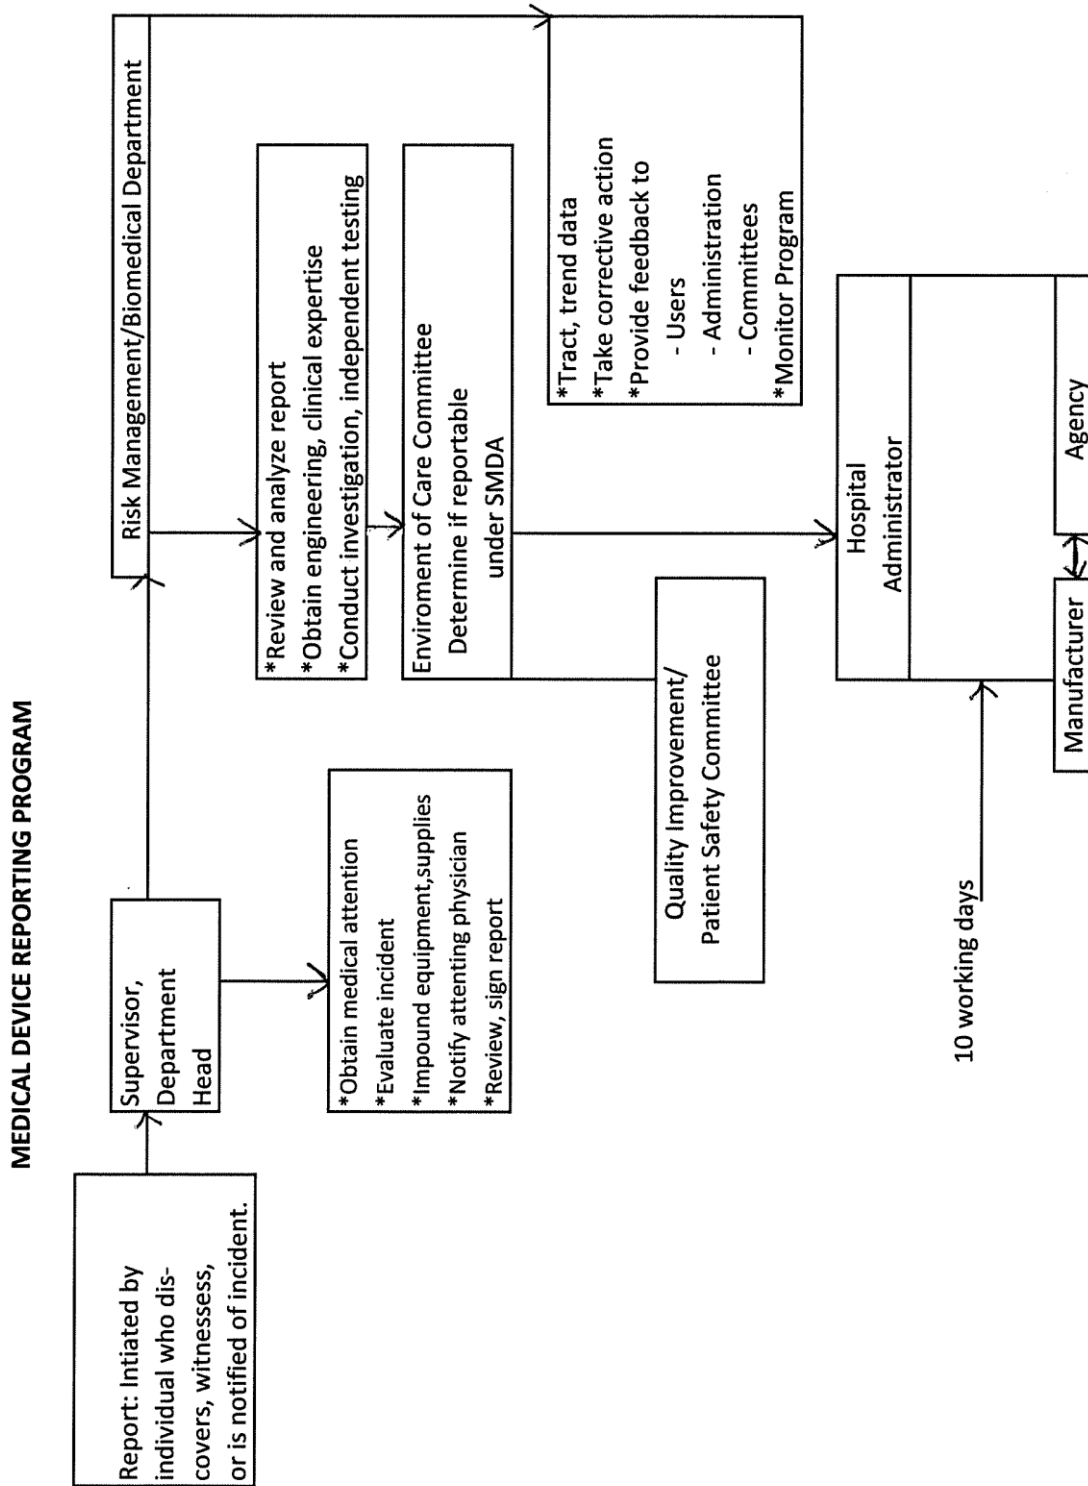 MEDICAL DEVICE REPORTING PROGRAM
Report: Intiated by
individual who dis-
covers, witnessess,
or is notified of incident.
Supervisor,
Department
Head
*Obtain medical attention
*Evaluate incident
*Impound equipment,supplies
*Notify attenting physician
*Review, sign report
Risk Management/Biomedical Department
*Review and analyze report
*Obtain engineering, clinical expertise
*Conduct investigation, independent testing
Enviroment of Care Committee
Determine if reportable
under SMDA
*Tract, trend data
*Take corrective action
*Provide feedback to
- Users
- Administration
- Committees
*Monitor Program
Quality Improvement/
Patient Safety Committee
Hospital
Administrator
10 working days
Manufacturer
Agency